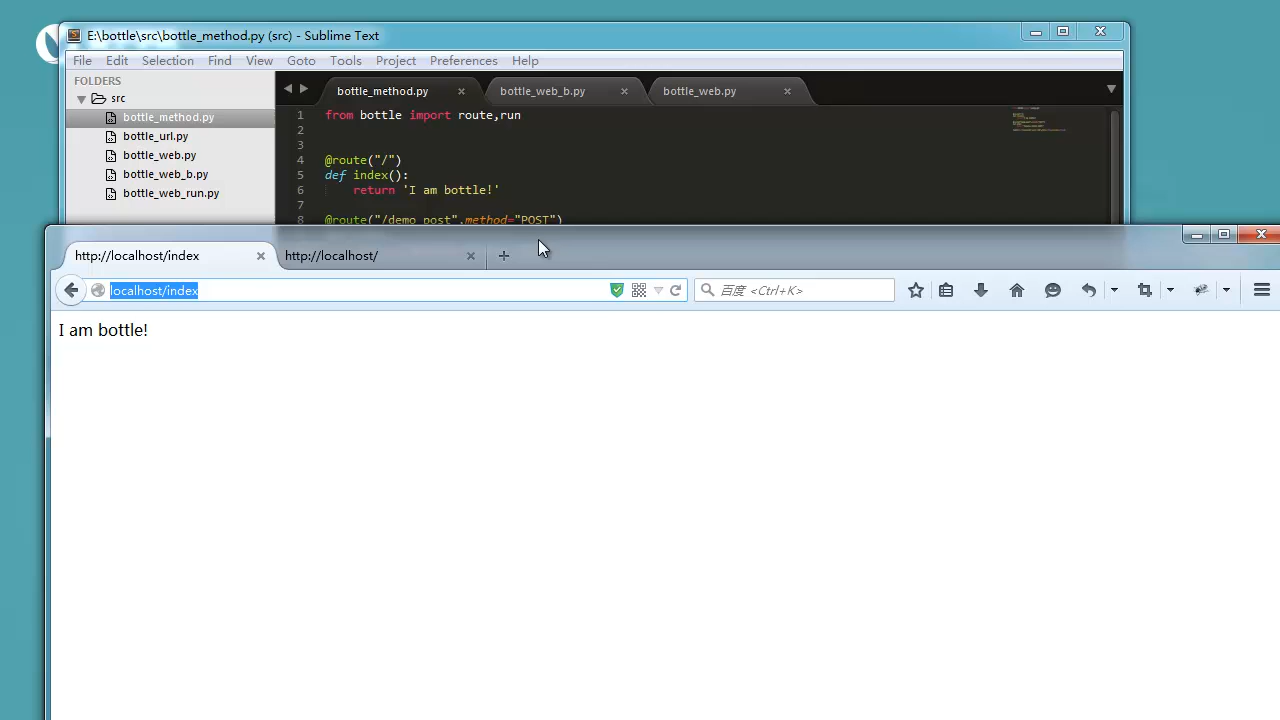 E:\bottle\src\bottle_method.py (src) - Sublime Text
File Edit Selection Find View Goto Tools Project Preferences Help
FOLDERS
src
bottle_method.py
bottle_url.py
bottle_web.py
bottle_web_b.py
bottle_web_run.py
bottle_method.py × bottle_web_b.py × bottle_web.py ×
1 from bottle import route,run
2
3
4 @route("/")
5 def index():
6 return 'I am bottle!'
7
8 @route("/demo_post",method="POST")
http://localhost/index × http://localhost/ × +
localhost/index
百度 <Ctrl+K>
I am bottle!